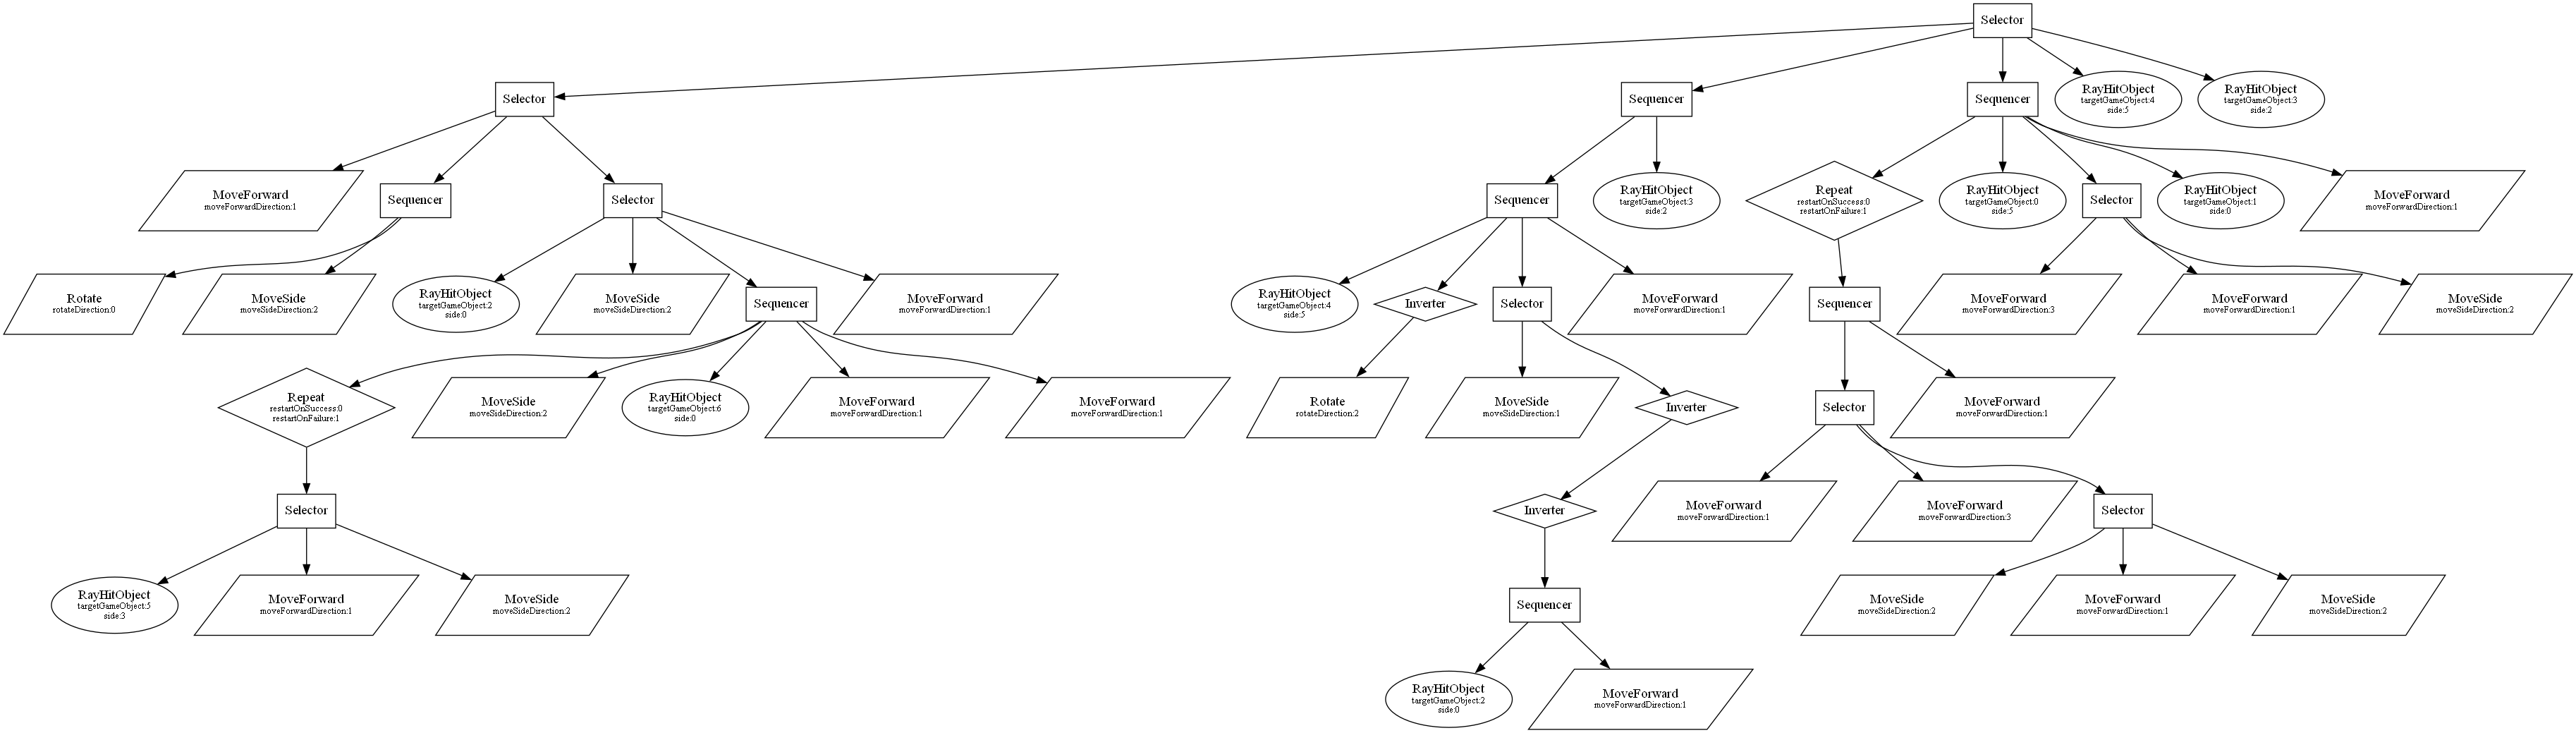 Selector
Selector
Sequencer
Sequencer
RayHitObject
targetGameObject:4
side:5
RayHitObject
targetGameObject:3
side:2
MoveForward
moveForwardDirection:1
Sequencer
Selector
Sequencer
RayHitObject
targetGameObject:3
side:2
Repeat
restartOnSuccess:0
restartOnFailure:1
RayHitObject
targetGameObject:0
side:5
Selector
RayHitObject
targetGameObject:1
side:0
MoveForward
moveForwardDirection:1
Rotate
rotateDirection:0
MoveSide
moveSideDirection:2
RayHitObject
targetGameObject:2
side:0
MoveSide
moveSideDirection:2
Sequencer
MoveForward
moveForwardDirection:1
RayHitObject
targetGameObject:4
side:5
Inverter
Selector
MoveForward
moveForwardDirection:1
Sequencer
MoveForward
moveForwardDirection:3
MoveForward
moveForwardDirection:1
MoveSide
moveSideDirection:2
Repeat
restartOnSuccess:0
restartOnFailure:1
MoveSide
moveSideDirection:2
RayHitObject
targetGameObject:6
side:0
MoveForward
moveForwardDirection:1
MoveForward
moveForwardDirection:1
Rotate
rotateDirection:2
MoveSide
moveSideDirection:1
Inverter
Selector
MoveForward
moveForwardDirection:1
Selector
Inverter
MoveForward
moveForwardDirection:1
MoveForward
moveForwardDirection:3
Selector
RayHitObject
targetGameObject:5
side:3
MoveForward
moveForwardDirection:1
MoveSide
moveSideDirection:2
Sequencer
MoveSide
moveSideDirection:2
MoveForward
moveForwardDirection:1
MoveSide
moveSideDirection:2
RayHitObject
targetGameObject:2
side:0
MoveForward
moveForwardDirection:1